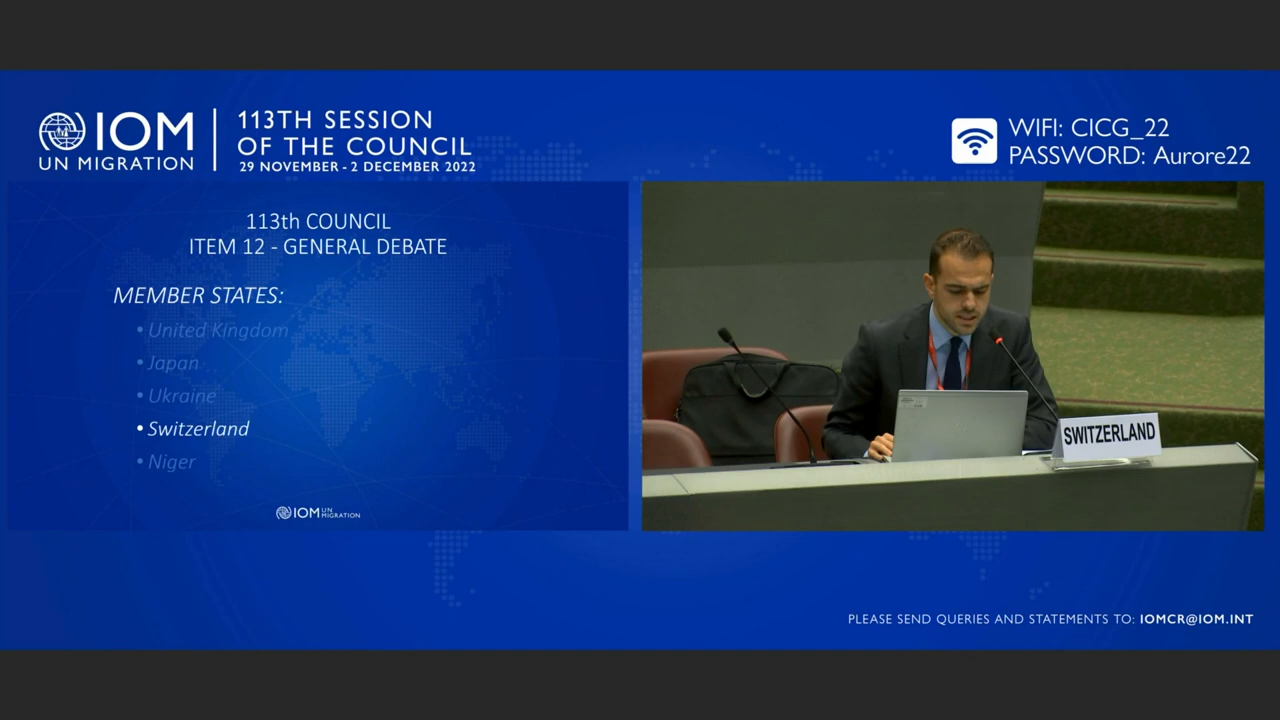 IOM
UN MIGRATION
113TH SESSION
OF THE COUNCIL
29 NOVEMBER - 2 DECEMBER 2022
WIFI: CICG_22
PASSWORD: Aurore22
113th COUNCIL
ITEM 12 - GENERAL DEBATE
MEMBER STATES:
• United Kingdom
• Japan
• Ukraine
• Switzerland
• Niger
IOM UN
MIGRATION
SWITZERLAND
PLEASE SEND QUERIES AND STATEMENTS TO: IOMCR@IOM.INT